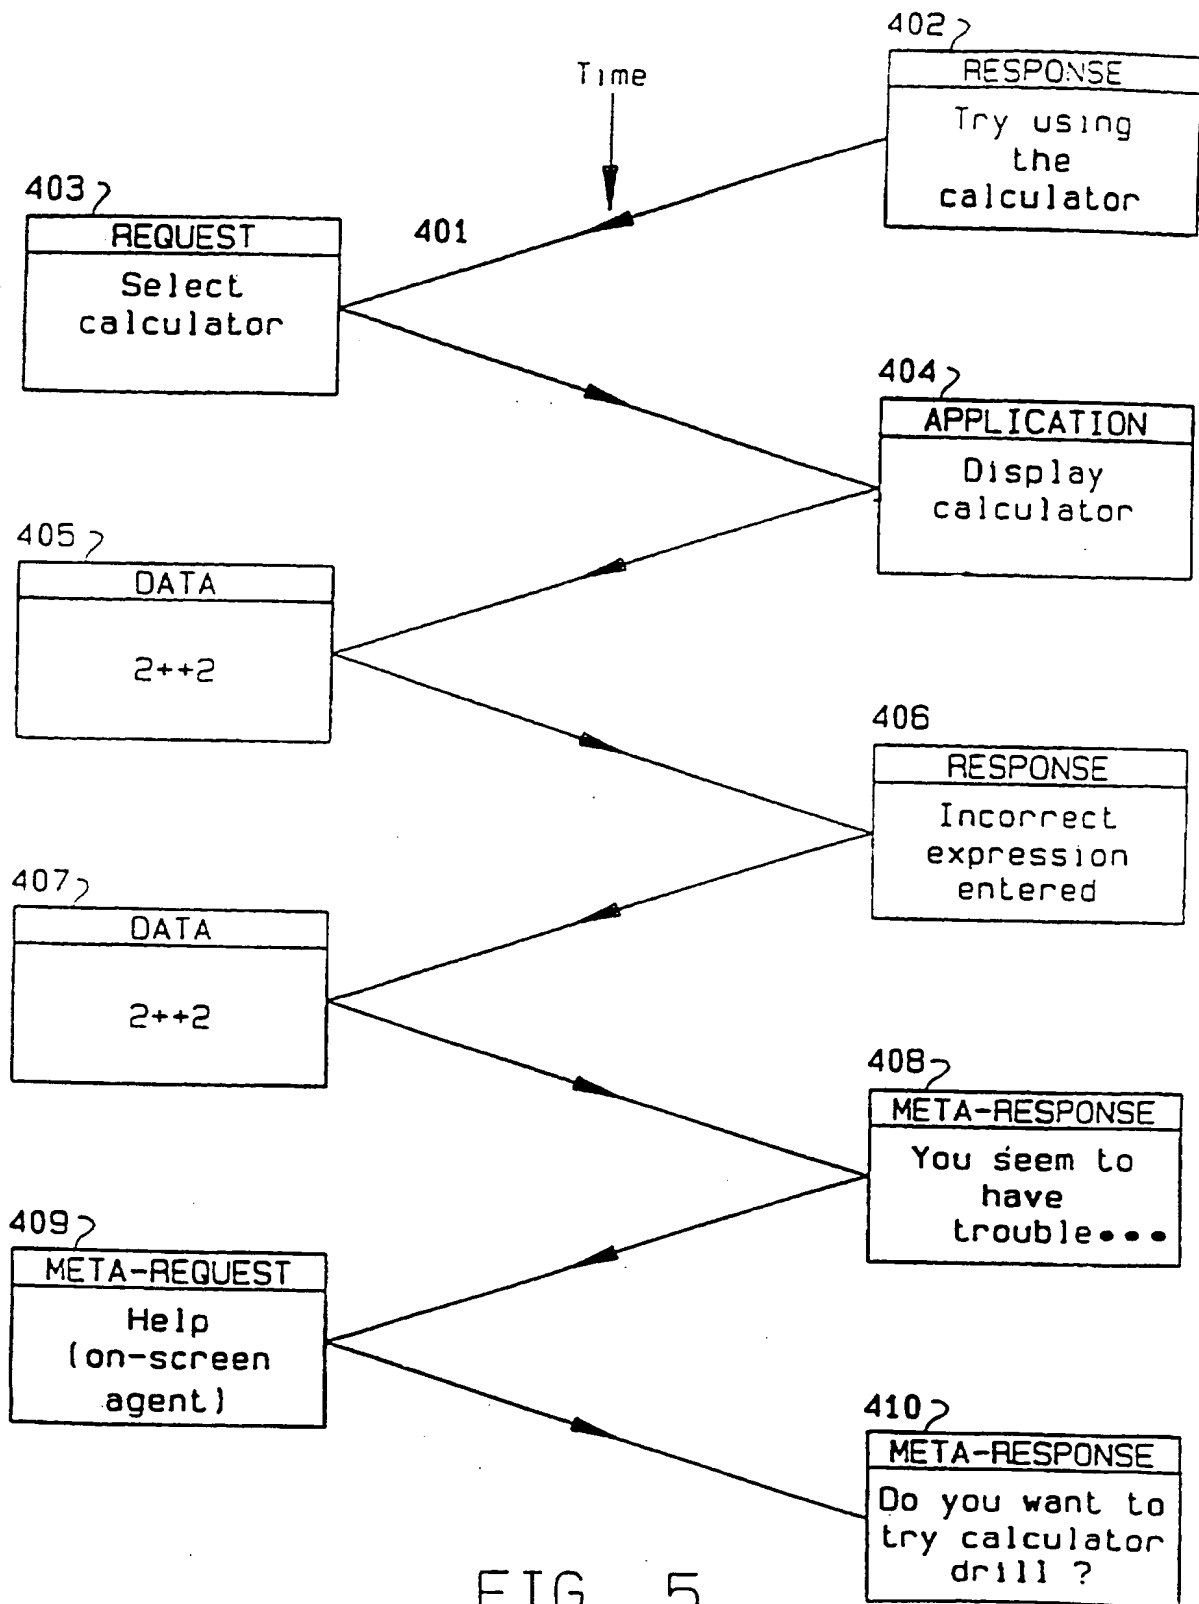 402
RESPONSE
Try using
the
calculator
Time
403
REQUEST
Select
calculator
401
404
APPLICATION
Display
calculator
405
DATA
2++2
406
RESPONSE
Incorrect
expression
entered
407
DATA
2++2
408
META-RESPONSE
You seem to
have
trouble•••
409
META-REQUEST
Help
(on-screen
agent)
410
META-RESPONSE
Do you want to
try calculator
drill ?
FIG. 5